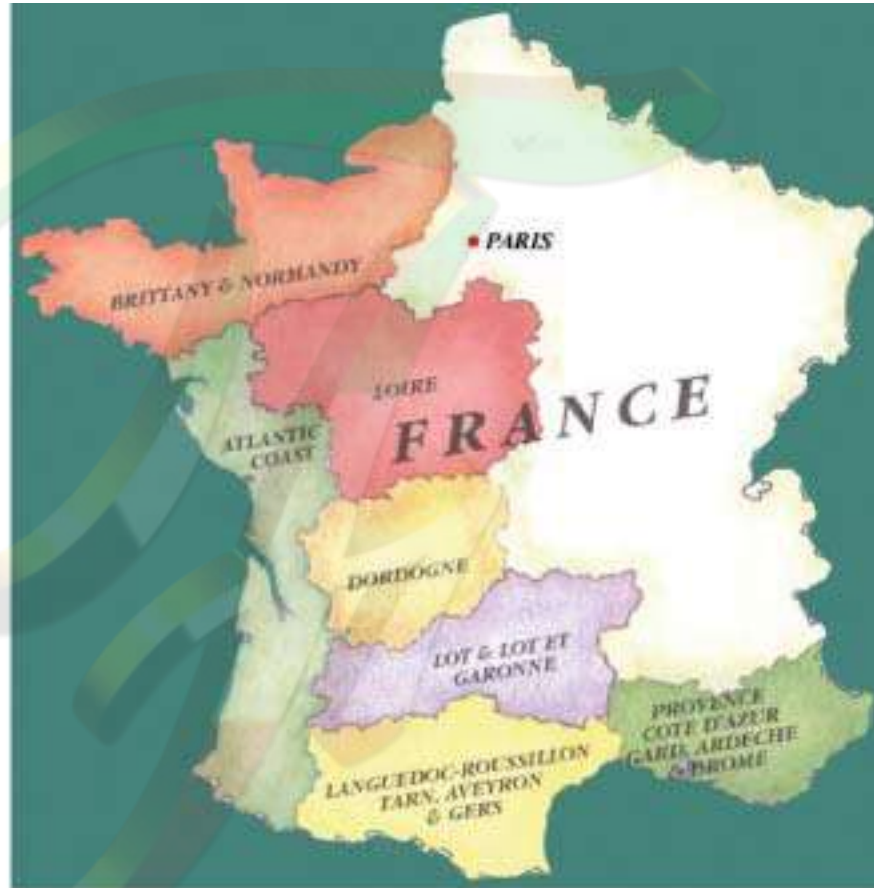 PARIS
BRITTANY & NORMANDY
LOIRE
FRANCE
ATLANTIC
COAST
DORDOGNE
LOT & LOT ET
GARONNE
PROVENCE
COTE D'AZUR
GARD, ARDECHE
& DROME
LANGUEDOC-ROUSSILLON
TARN, AVEYRON
& GERS